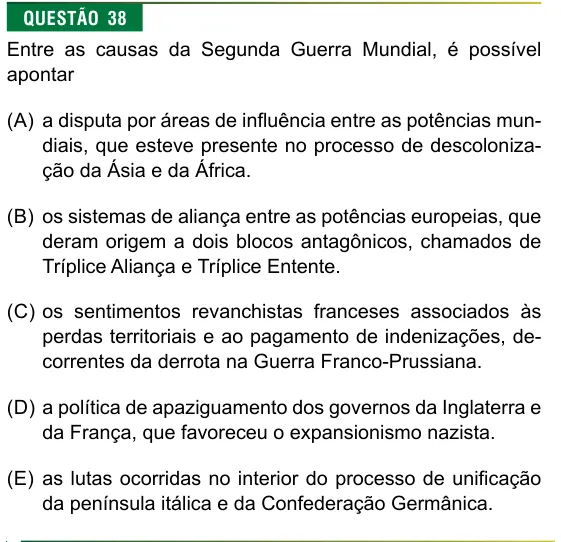 QUESTÃO 38
Entre as causas da Segunda Guerra Mundial, é possível
apontar
(A) a disputa por áreas de influência entre as potências mun-
diais, que esteve presente no processo de descoloniza-
ção da Ásia e da África.
(B) os sistemas de aliança entre as potências europeias, que
deram origem a dois blocos antagônicos, chamados de
Tríplice Aliança e Tríplice Entente.
(C) os sentimentos revanchistas franceses associados às
perdas territoriais e ao pagamento de indenizações, de-
correntes da derrota na Guerra Franco-Prussiana.
(D) a política de apaziguamento dos governos da Inglaterra e
da França, que favoreceu o expansionismo nazista.
(E) as lutas ocorridas no interior do processo de unificação
da península itálica e da Confederação Germânica.